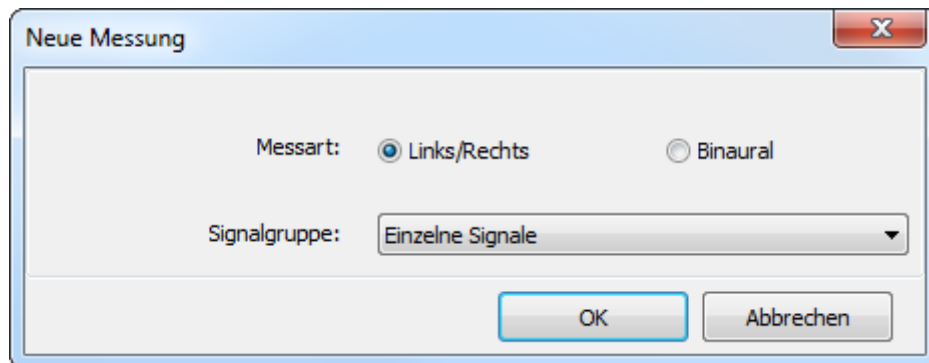 Neue Messung
Messart: Links/Rechts Binaural
Signalgruppe: Einzelne Signale
OK Abbrechen